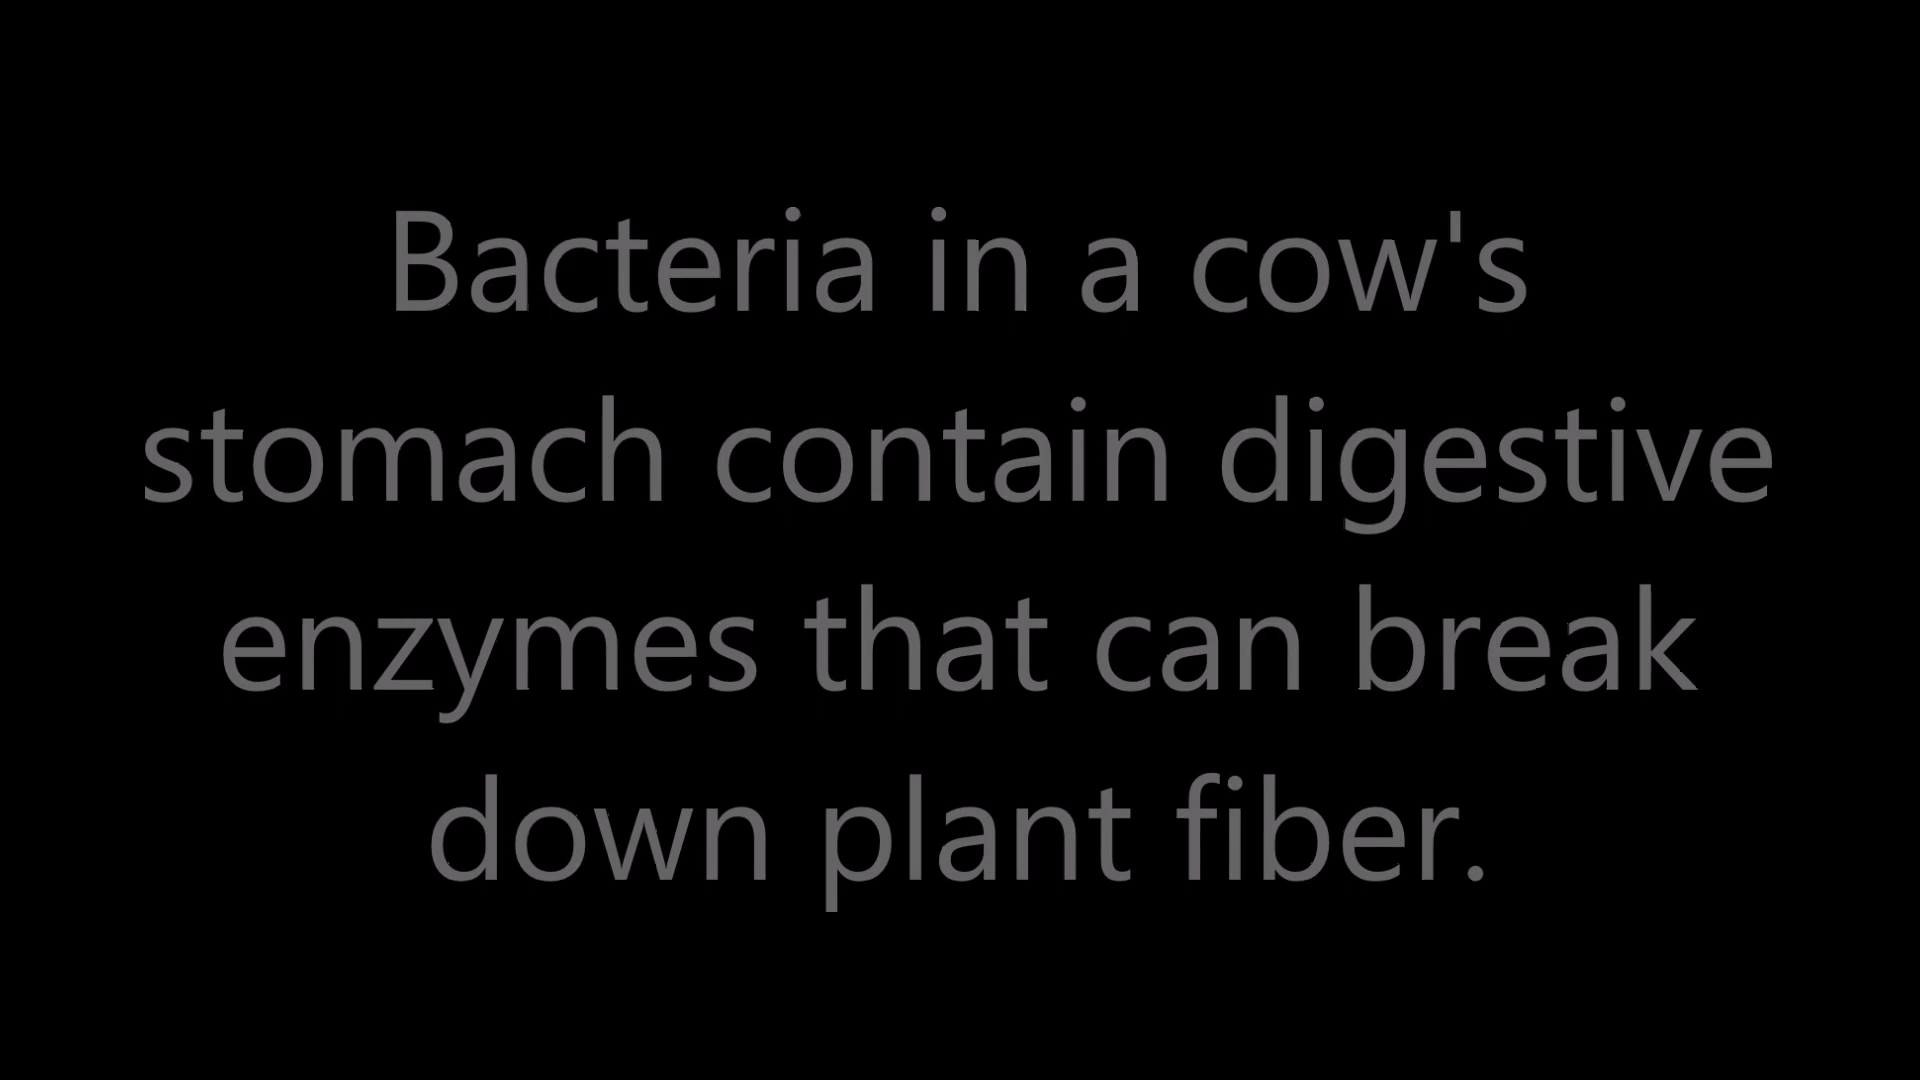 Bacteria in a cow's
stomach contain digestive
enzymes that can break
down plant fiber.